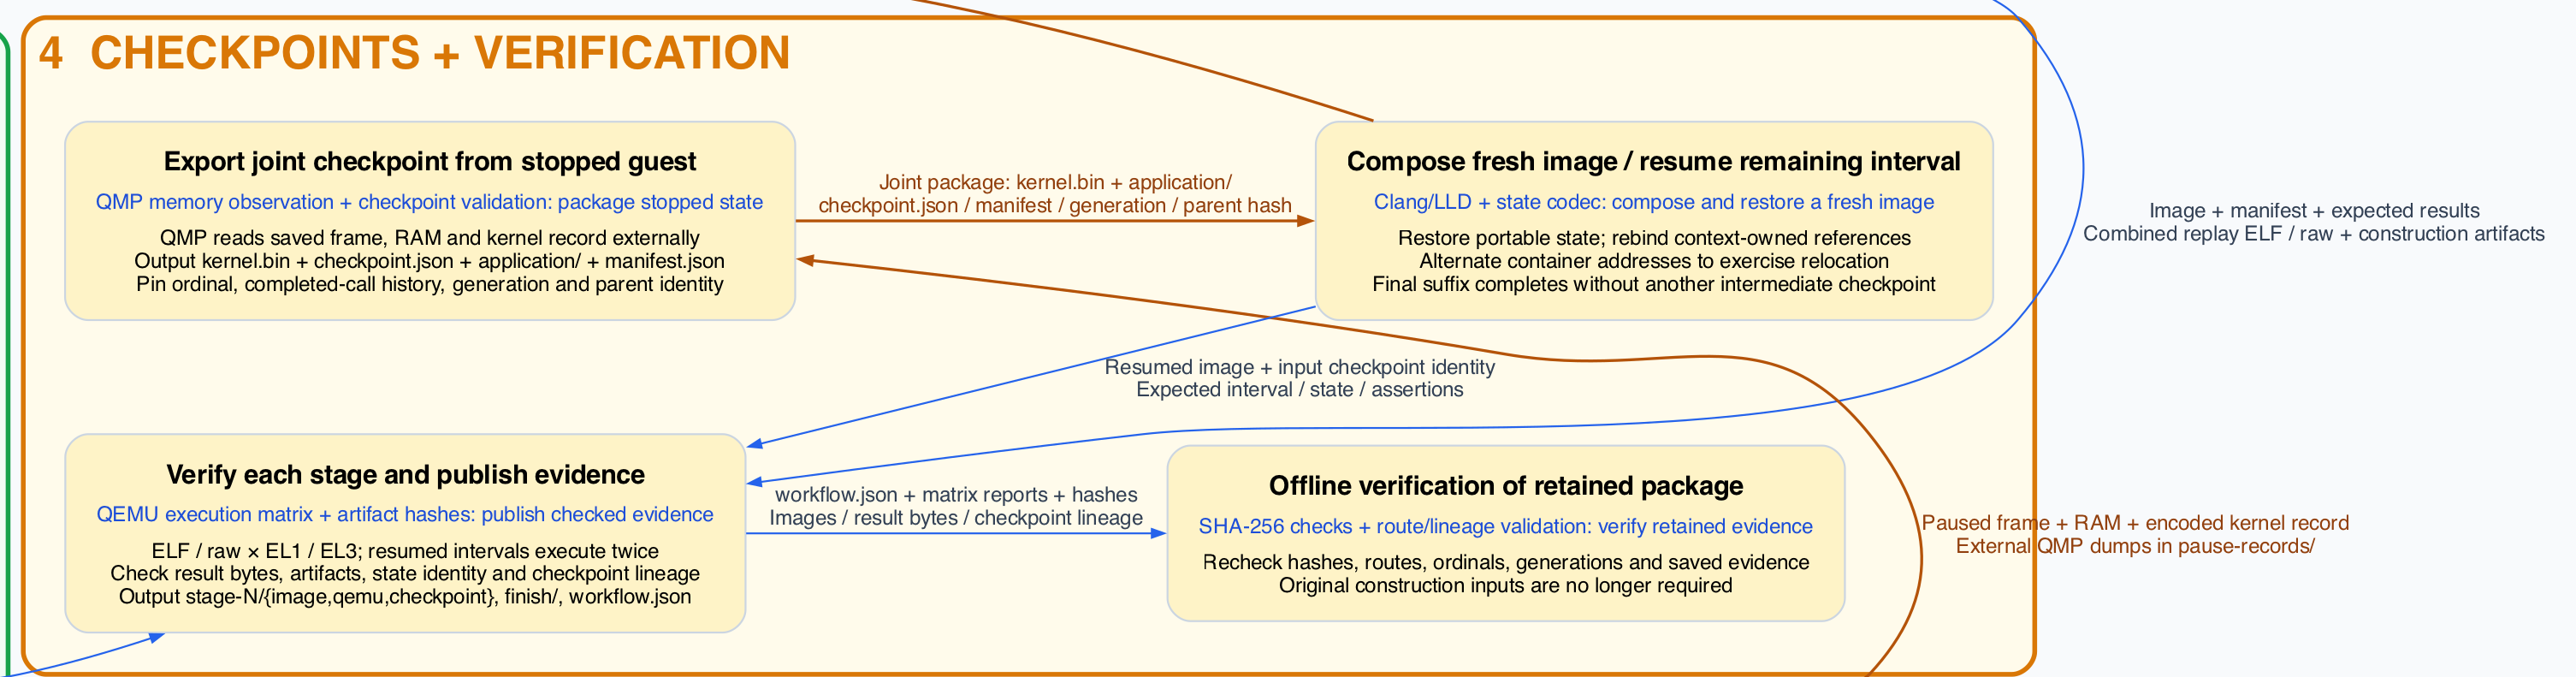 4 CHECKPOINTS + VERIFICATION
Export joint checkpoint from stopped guest
QMP memory observation + checkpoint validation: package stopped state
QMP reads saved frame, RAM and kernel record externally
Output kernel.bin + checkpoint.json + application/ + manifest.json
Pin ordinal, completed-call history, generation and parent identity
Joint package: kernel.bin + application/
checkpoint.json / manifest / generation / parent hash
Compose fresh image / resume remaining interval
Clang/LLD + state codec: compose and restore a fresh image
Restore portable state; rebind context-owned references
Alternate container addresses to exercise relocation
Final suffix completes without another intermediate checkpoint
Image + manifest + expected results
Combined replay ELF / raw + construction artifacts
Resumed image + input checkpoint identity
Expected interval / state / assertions
Verify each stage and publish evidence
QEMU execution matrix + artifact hashes: publish checked evidence
ELF / raw × EL1 / EL3; resumed intervals execute twice
Check result bytes, artifacts, state identity and checkpoint lineage
Output stage-N/{image,qemu,checkpoint}, finish/, workflow.json
workflow.json + matrix reports + hashes
Images / result bytes / checkpoint lineage
Offline verification of retained package
SHA-256 checks + route/lineage validation: verify retained evidence
Recheck hashes, routes, ordinals, generations and saved evidence
Original construction inputs are no longer required
Paused frame + RAM + encoded kernel record
External QMP dumps in pause-records/